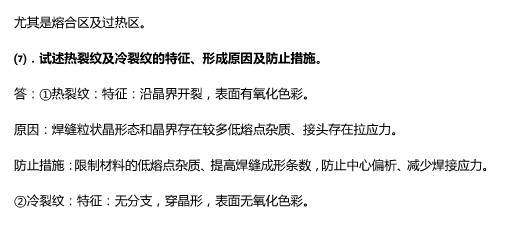 尤其是熔合区及过热区。
⑺．试述热裂纹及冷裂纹的特征、形成原因及防止措施。
答：①热裂纹：特征：沿晶界开裂，表面有氧化色彩。
原因：焊缝粒状晶形态和晶界存在较多低熔点杂质、接头存在拉应力。
防止措施：限制材料的低熔点杂质、提高焊缝成形条数，防止中心偏析、减少焊接应力。
②冷裂纹：特征：无分支，穿晶形，表面无氧化色彩。